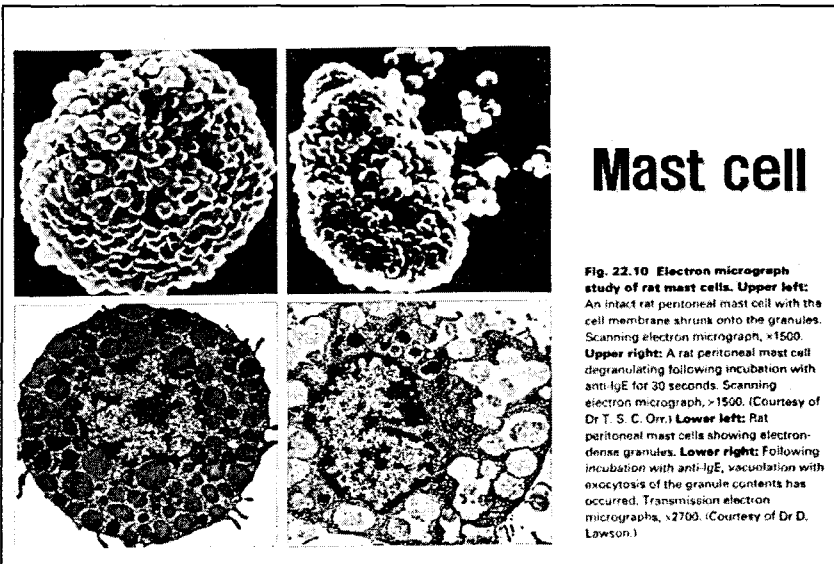 Mast cell
Fig. 22.10 Electron micrograph
study of rat mast cells. Upper left:
An intact rat peritoneal mast cell with the
cell membrane shrunk onto the granules.
Scanning electron micrograph, ×1500.
Upper right: A rat peritoneal mast cell
degranulating following incubation with
anti-IgE for 30 seconds. Scanning
electron micrograph, ×1500. (Courtesy of
Dr T. S. C. Orr.) Lower left: Rat
peritoneal mast cells showing electron-
dense granules. Lower right: Following
incubation with anti-IgE, vacuolation with
exocytosis of the granule contents has
occurred. Transmission electron
micrographs, ×2700. (Courtesy of Dr D.
Lawson.)